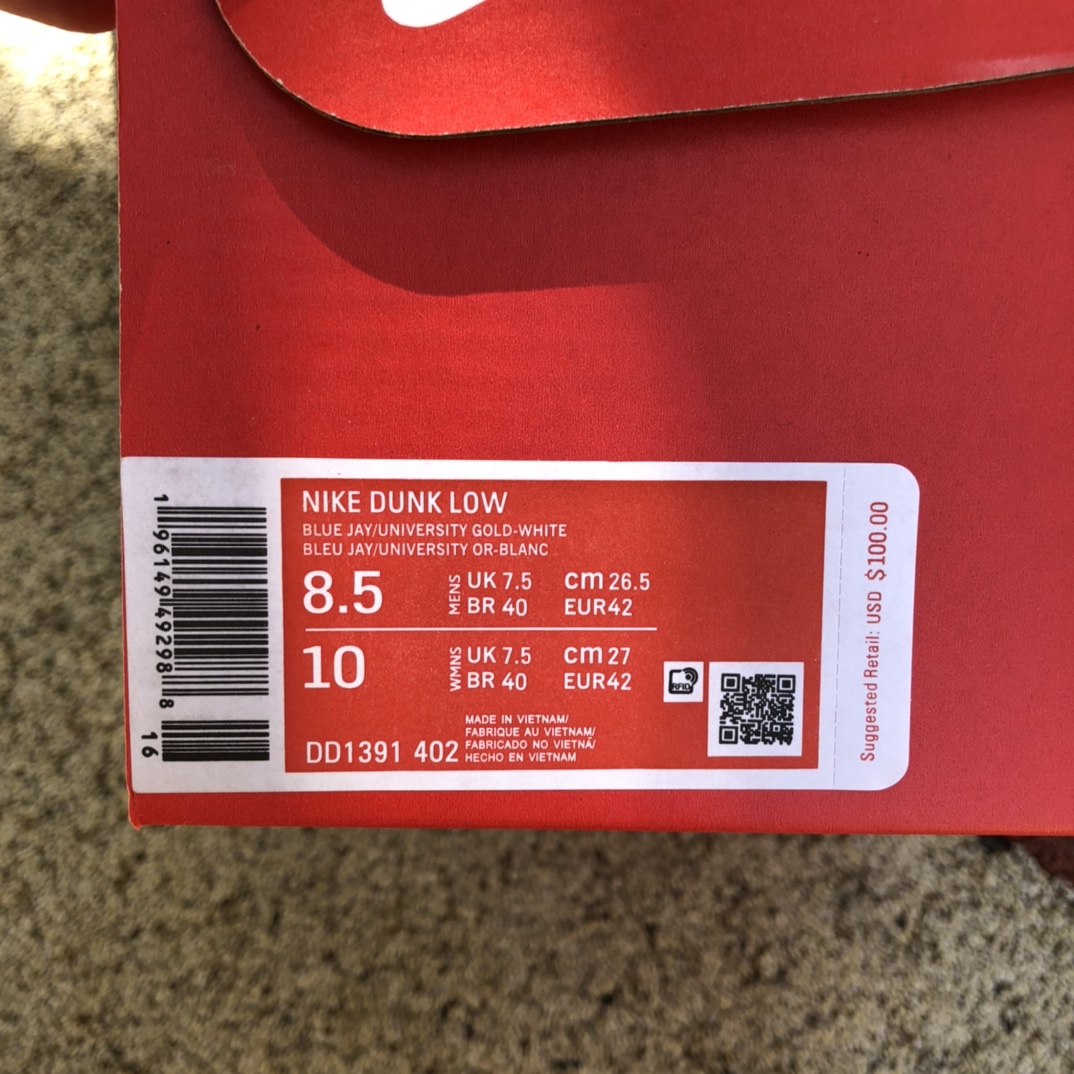 NIKE DUNK LOW
BLUE JAY/UNIVERSITY GOLD-WHITE
BLEU JAY/UNIVERSITY OR-BLANC
8.5 MENS UK 7.5 cm 26.5
BR 40 EUR42
10 WMNS UK 7.5 cm 27
BR 40 EUR42
RFID
MADE IN VIETNAM/
FABRIQUE AU VIETNAM/
FABRICADO NO VIETNÃ/
HECHO EN VIETNAM
DD1391 402
1 96149 49298 8 16
Suggested Retail: USD $100.00